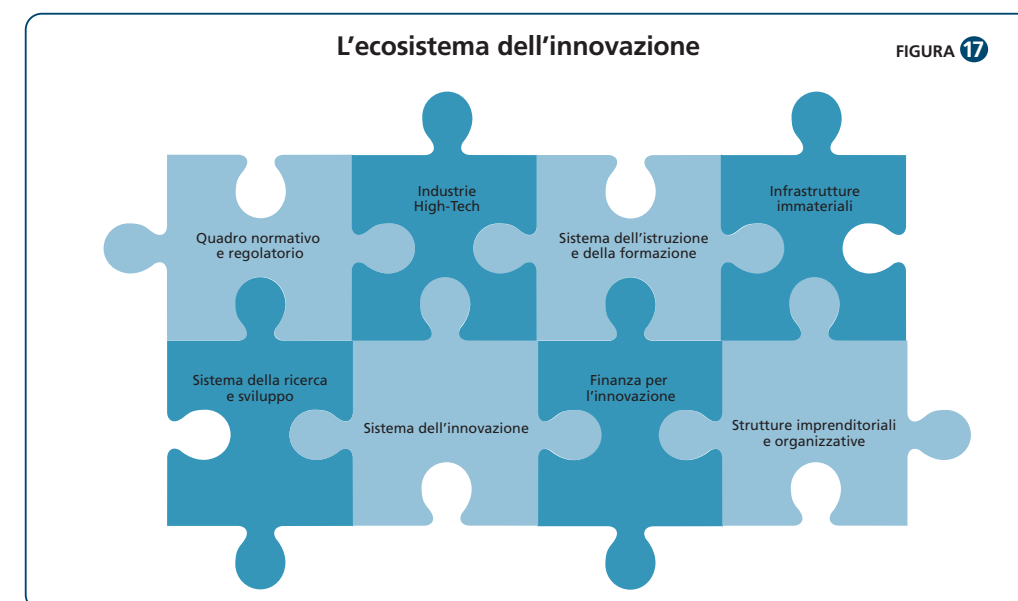 L'ecosistema dell'innovazione
FIGURA 17
Industrie
High-Tech
Infrastrutture
immateriali
Quadro normativo
e regolatorio
Sistema dell'istruzione
e della formazione
Sistema della ricerca
e sviluppo
Finanza per
l'innovazione
Sistema dell'innovazione
Strutture imprenditoriali
e organizzative